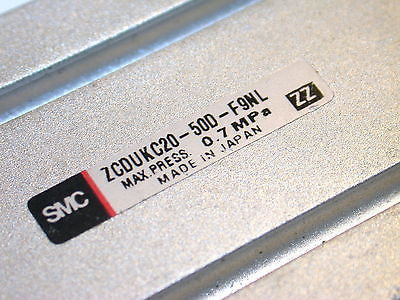 SMC
ZCDUKC20-50D-F9NL
MAX.PRESS. 0.7MPa
MADE IN JAPAN
ZZ